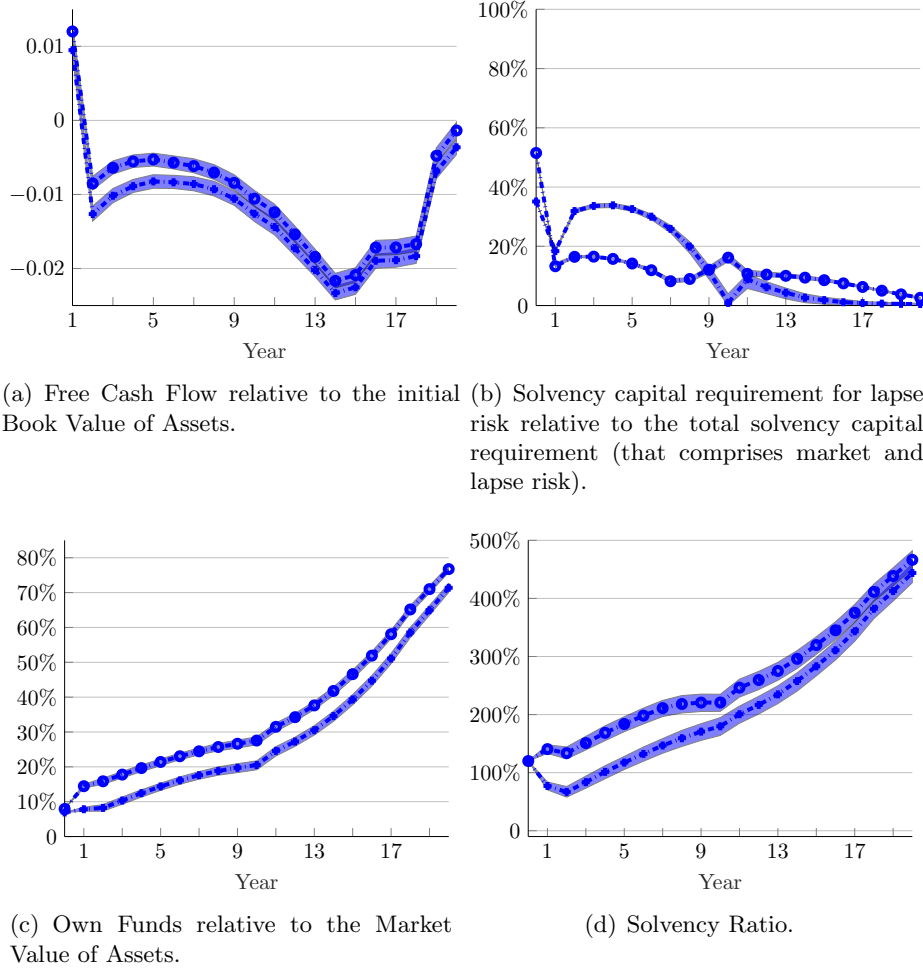 0.01
0
−0.01
−0.02
1 5 9 13 17
Year
(a) Free Cash Flow relative to the initial
Book Value of Assets.
100%
80%
60%
40%
20%
0
1 5 9 13 17
Year
(b) Solvency capital requirement for lapse
risk relative to the total solvency capital
requirement (that comprises market and
lapse risk).
80%
70%
60%
50%
40%
30%
20%
10%
0
1 5 9 13 17
Year
(c) Own Funds relative to the Market
Value of Assets.
500%
400%
300%
200%
100%
0
1 5 9 13 17
Year
(d) Solvency Ratio.